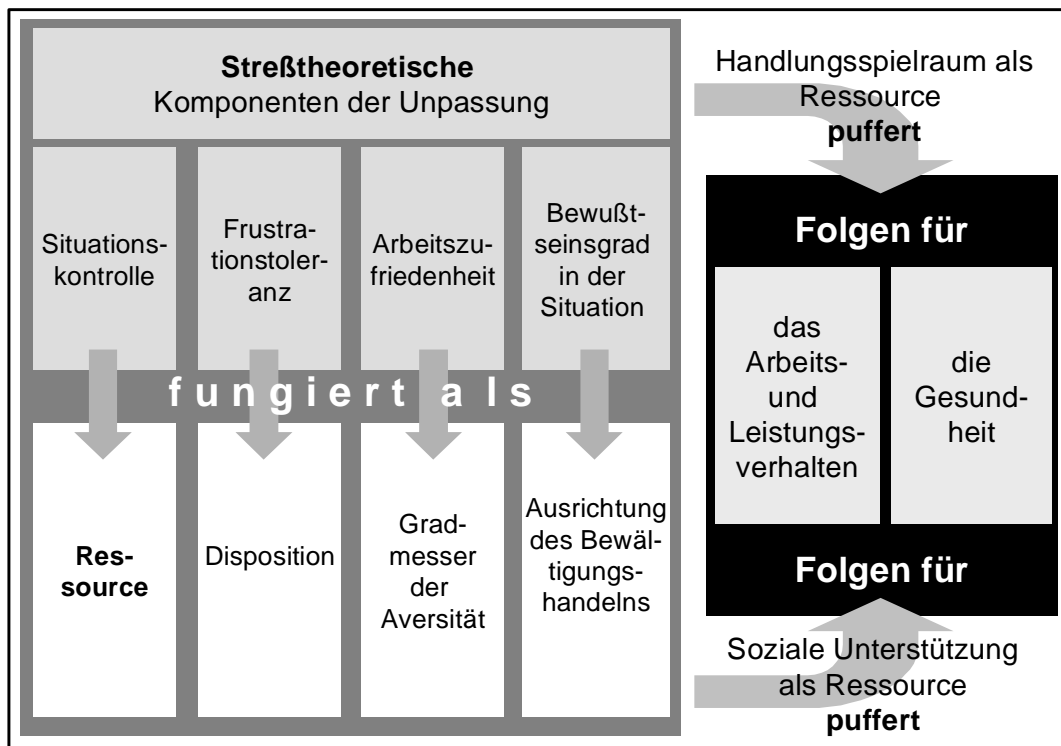 Streßtheoretische
Komponenten der Unpassung
Situations-
kontrolle
Frustra-
tionstoler-
anz
Arbeitszu-
friedenheit
Bewußt-
seinsgrad
in der
Situation
fungiert als
Res-
source
Disposition
Grad-
messer
der
Aversität
Ausrichtung
des Bewäl-
tigungs-
handelns
Handlungsspielraum als
Ressource
puffert
Folgen für
das
Arbeits-
und
Leistungs-
verhalten
die
Gesund-
heit
Folgen für
Soziale Unterstützung
als Ressource
puffert